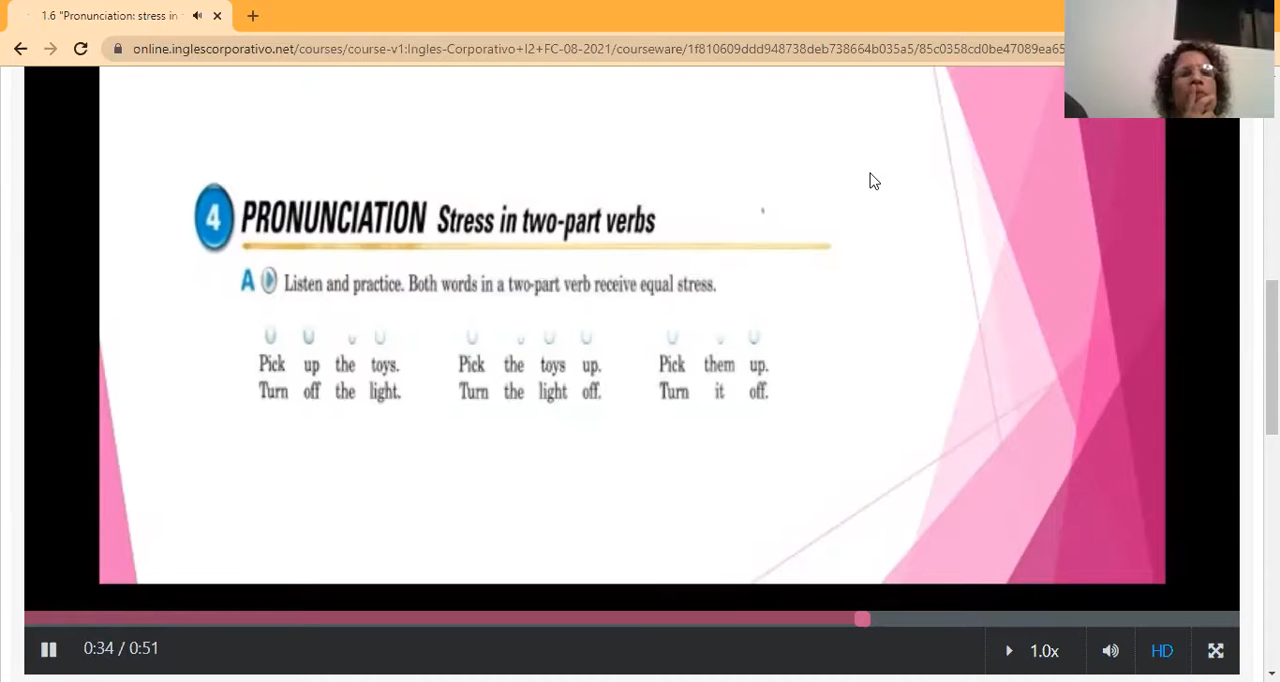 1.6 "Pronunciation: stress in
online.inglescorporativo.net/courses/course-v1:Ingles-Corporativo+I2+FC-08-2021/courseware/1f810609ddd948738deb738664b035a5/85c0358cd0be47089ea65
4 PRONUNCIATION Stress in two-part verbs
A Listen and practice. Both words in a two-part verb receive equal stress.
Pick up the toys. Pick the toys up. Pick them up.
Turn off the light. Turn the light off. Turn it off.
0:34 / 0:51 1.0x HD